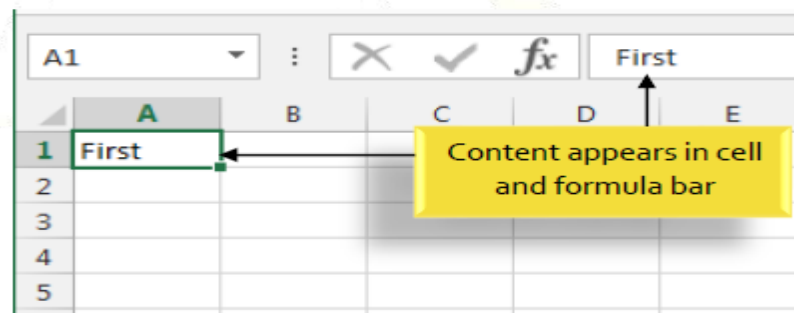 A1 fx First
A B C D E
1 First
Content appears in cell
and formula bar
2
3
4
5